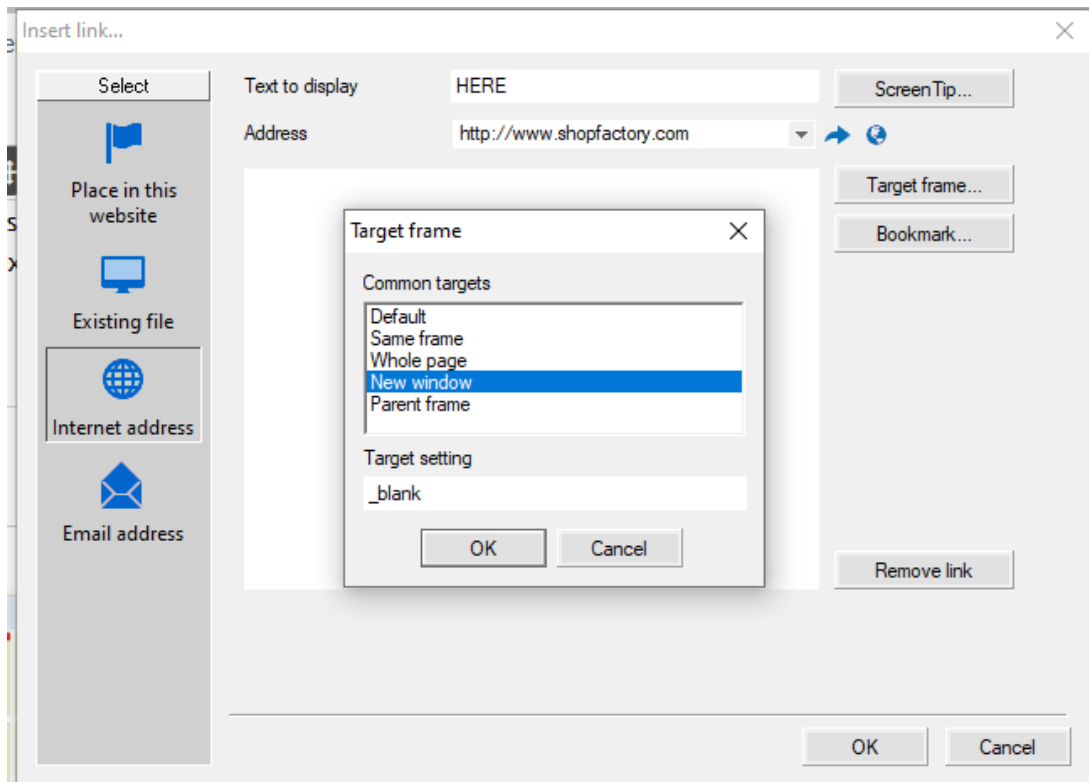 Insert link...
Select
Text to display
HERE
ScreenTip...
Address
http://www.shopfactory.com
Place in this
website
Target frame...
Bookmark...
Existing file
Internet address
Email address
Target frame
Common targets
Default
Same frame
Whole page
New window
Parent frame
Target setting
_blank
OK
Cancel
Remove link
OK
Cancel